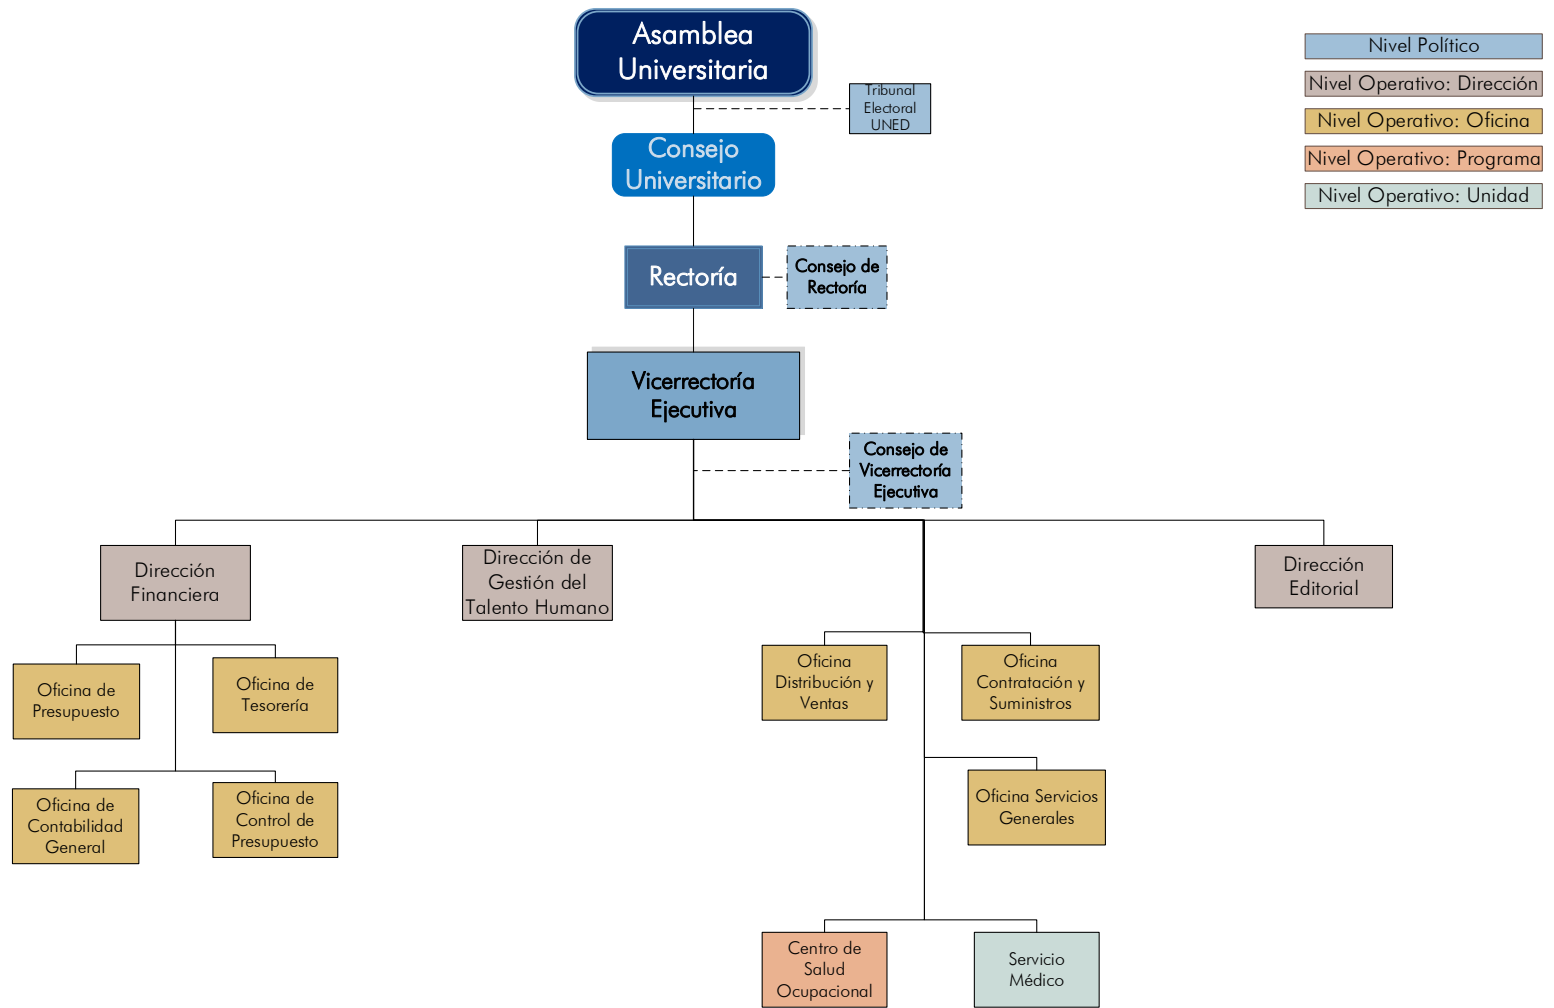 Asamblea
Universitaria
Tribunal
Electoral
UNED
Consejo
Universitario
Rectoría
Consejo de
Rectoría
Vicerrectoría
Ejecutiva
Consejo de
Vicerrectoría
Ejecutiva
Nivel Político
Nivel Operativo: Dirección
Nivel Operativo: Oficina
Nivel Operativo: Programa
Nivel Operativo: Unidad
Dirección
Financiera
Dirección de
Gestión del
Talento Humano
Dirección
Editorial
Oficina de
Presupuesto
Oficina de
Tesorería
Oficina
Distribución y
Ventas
Oficina
Contratación y
Suministros
Oficina de
Contabilidad
General
Oficina de
Control de
Presupuesto
Oficina Servicios
Generales
Centro de
Salud
Ocupacional
Servicio
Médico